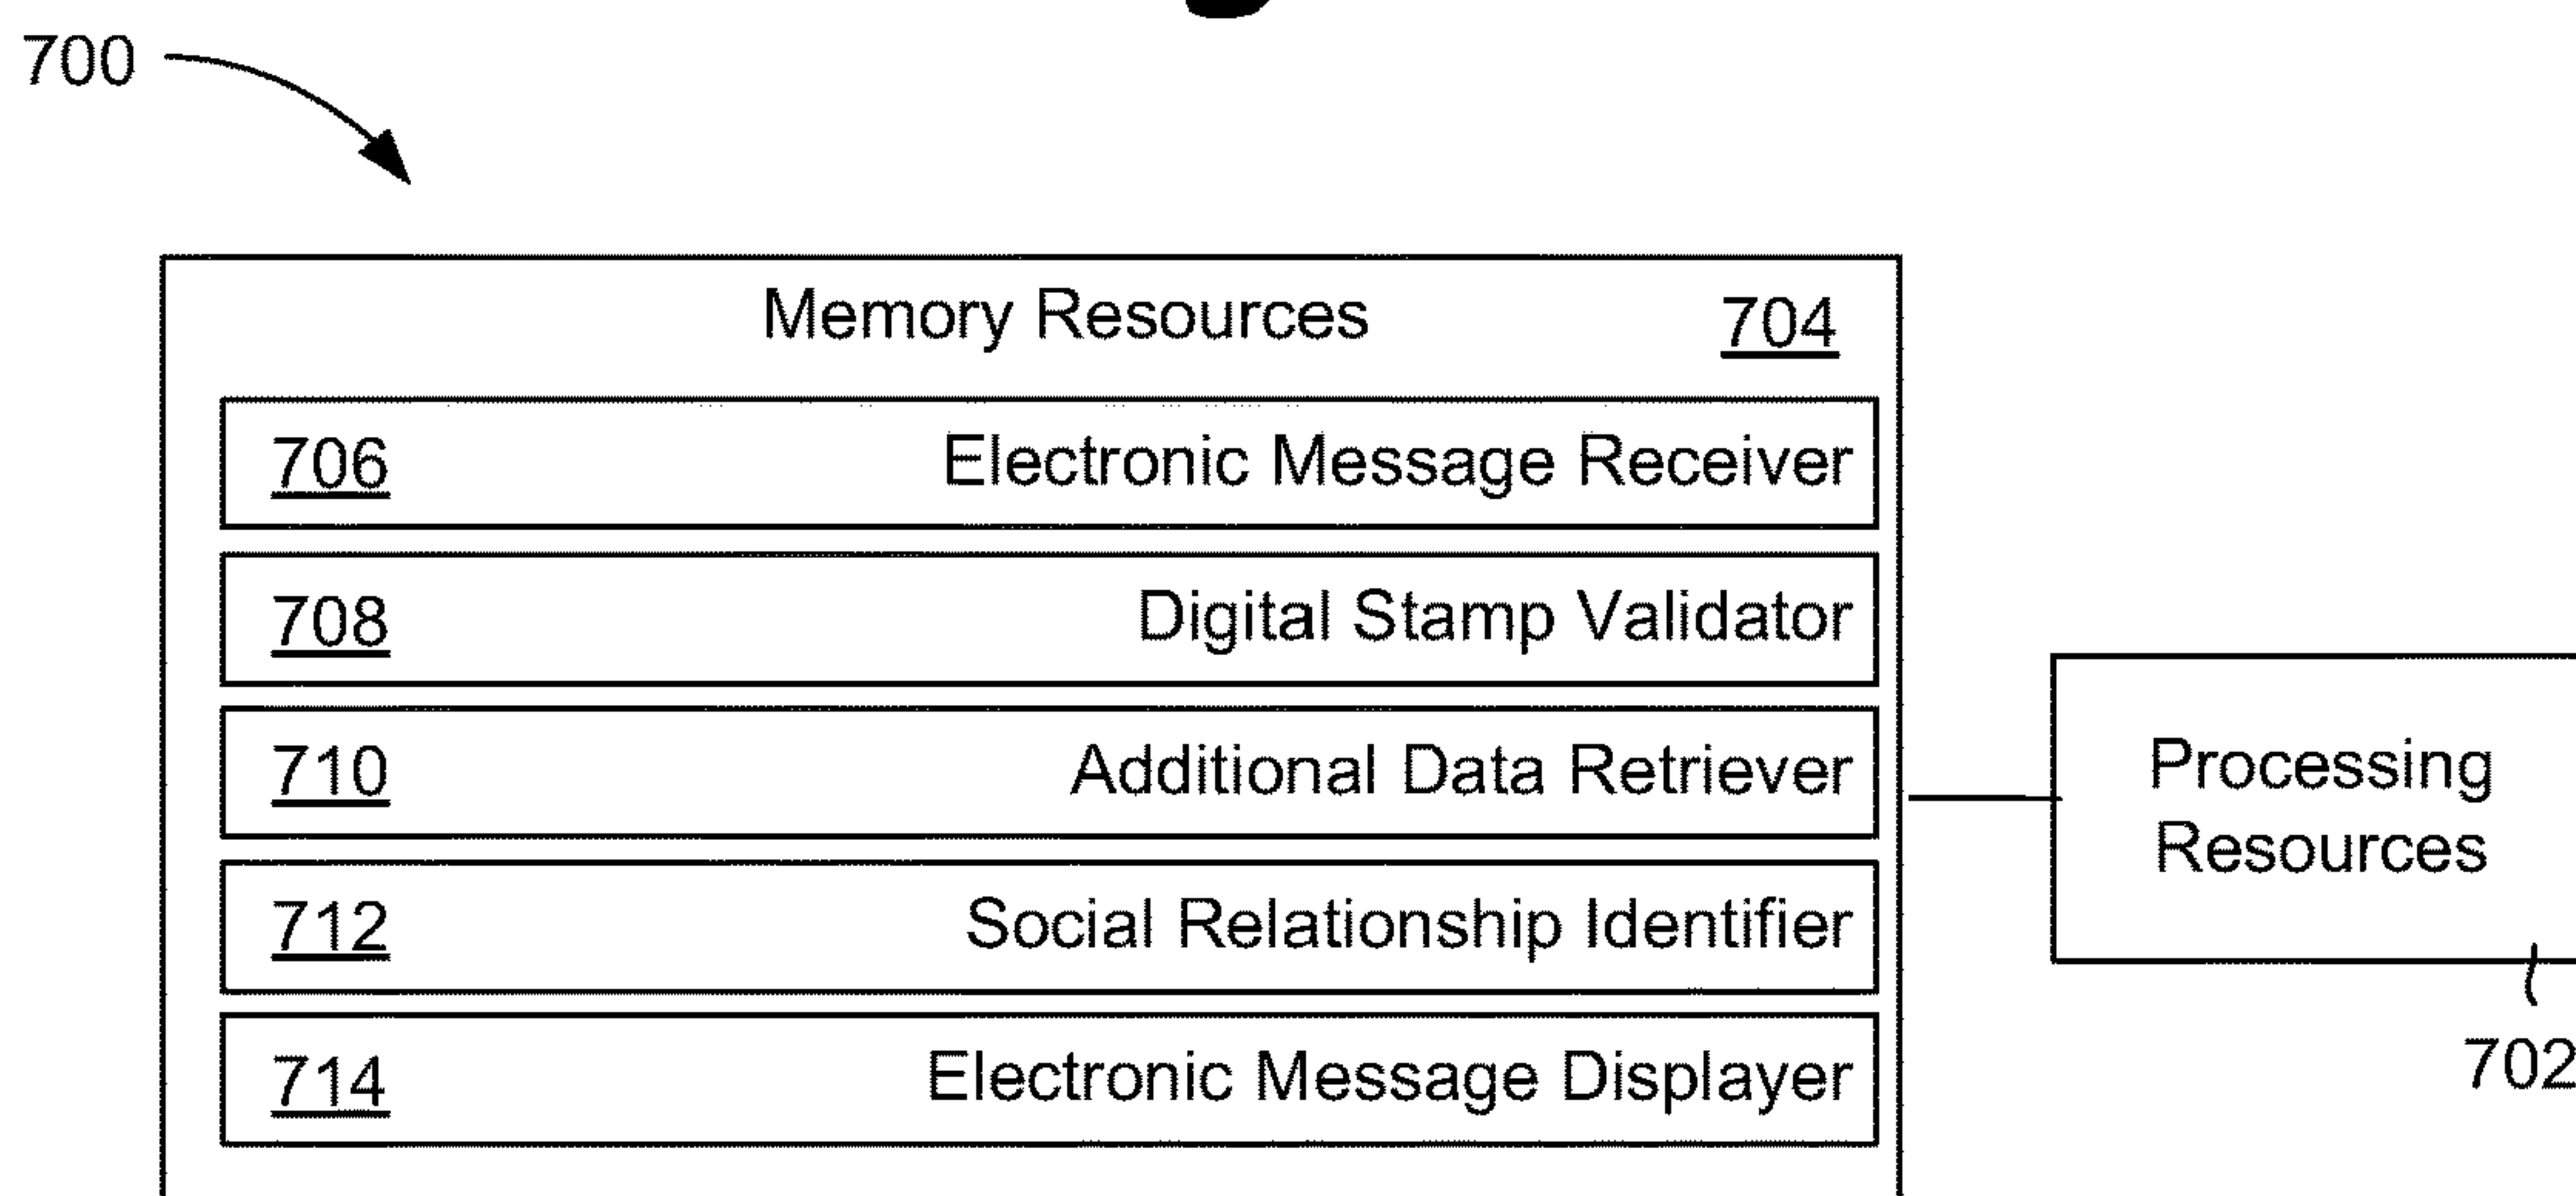 700
Memory Resources 704
706 Electronic Message Receiver
708 Digital Stamp Validator
710 Additional Data Retriever
712 Social Relationship Identifier
714 Electronic Message Displayer
Processing
Resources
702